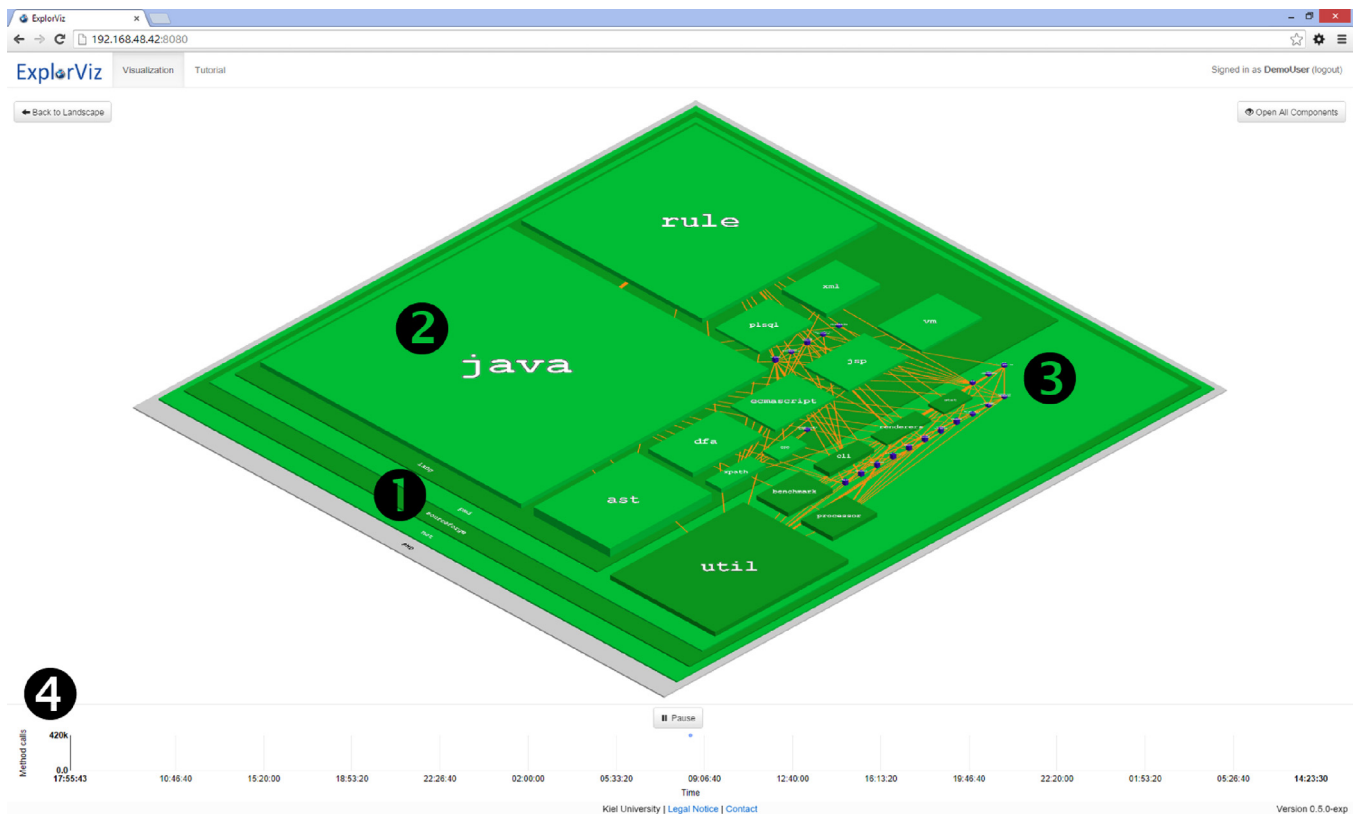 ExplorViz
192.168.48.42:8080
ExplorViz Visualization Tutorial Signed in as DemoUser (logout)
Back to Landscape Open All Components
rule
xml
plsql
vm
2
java
jsp
3
ecmascript
renderers
dfa
cli
xpath
lang
1
ast
benchmark
pmd
sourceforge
processor
net
pmd
util
4
Pause
Method calls
420k
0.0
17:55:43 10:46:40 15:20:00 18:53:20 22:26:40 02:00:00 05:33:20 09:06:40 12:40:00 16:13:20 19:46:40 22:20:00 01:53:20 05:26:40 14:23:30
Time
Kiel University | Legal Notice | Contact Version 0.5.0-exp